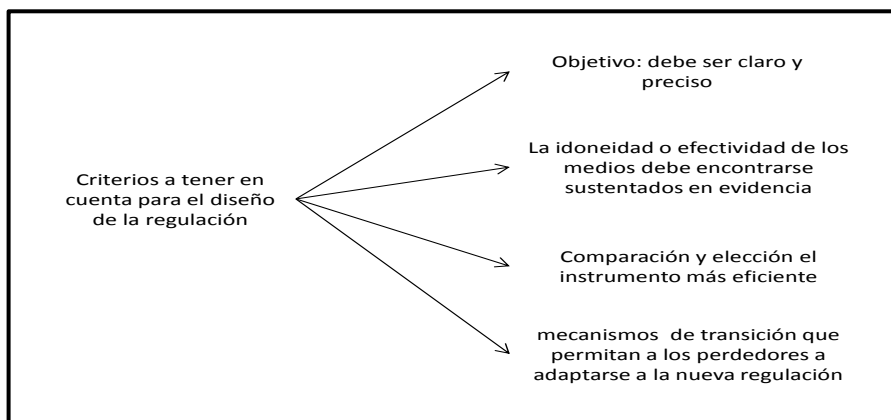 Criterios a tener en
cuenta para el diseño
de la regulación
Objetivo: debe ser claro y
preciso
La idoneidad o efectividad de los
medios debe encontrarse
sustentados en evidencia
Comparación y elección el
instrumento más eficiente
mecanismos de transición que
permitan a los perdedores a
adaptarse a la nueva regulación